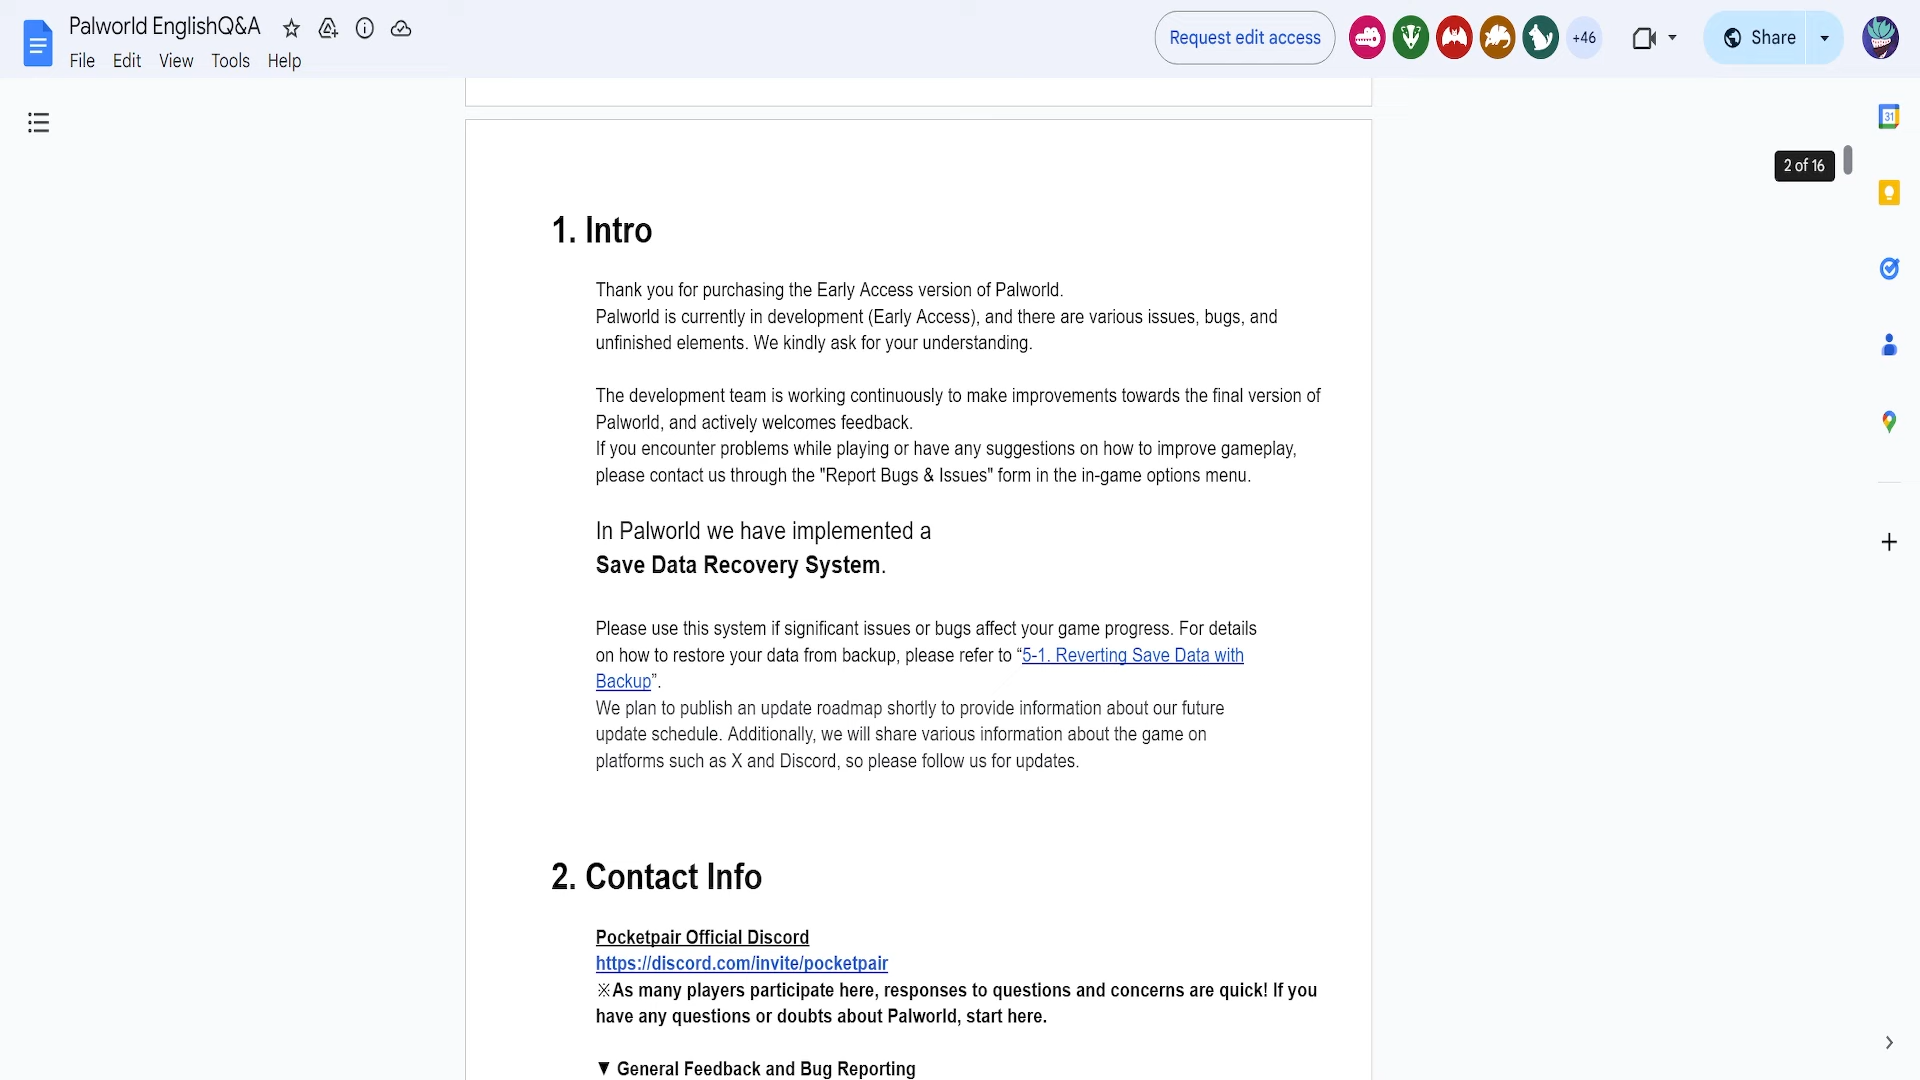 Palworld EnglishQ&A
File Edit View Tools Help
Request edit access
+46
Share
31
2 of 16
1. Intro
Thank you for purchasing the Early Access version of Palworld.
Palworld is currently in development (Early Access), and there are various issues, bugs, and
unfinished elements. We kindly ask for your understanding.
The development team is working continuously to make improvements towards the final version of
Palworld, and actively welcomes feedback.
If you encounter problems while playing or have any suggestions on how to improve gameplay,
please contact us through the "Report Bugs & Issues" form in the in-game options menu.
In Palworld we have implemented a
Save Data Recovery System.
Please use this system if significant issues or bugs affect your game progress. For details
on how to restore your data from backup, please refer to “5-1. Reverting Save Data with
Backup”.
We plan to publish an update roadmap shortly to provide information about our future
update schedule. Additionally, we will share various information about the game on
platforms such as X and Discord, so please follow us for updates.
2. Contact Info
Pocketpair Official Discord
https://discord.com/invite/pocketpair
※As many players participate here, responses to questions and concerns are quick! If you
have any questions or doubts about Palworld, start here.
▼ General Feedback and Bug Reporting